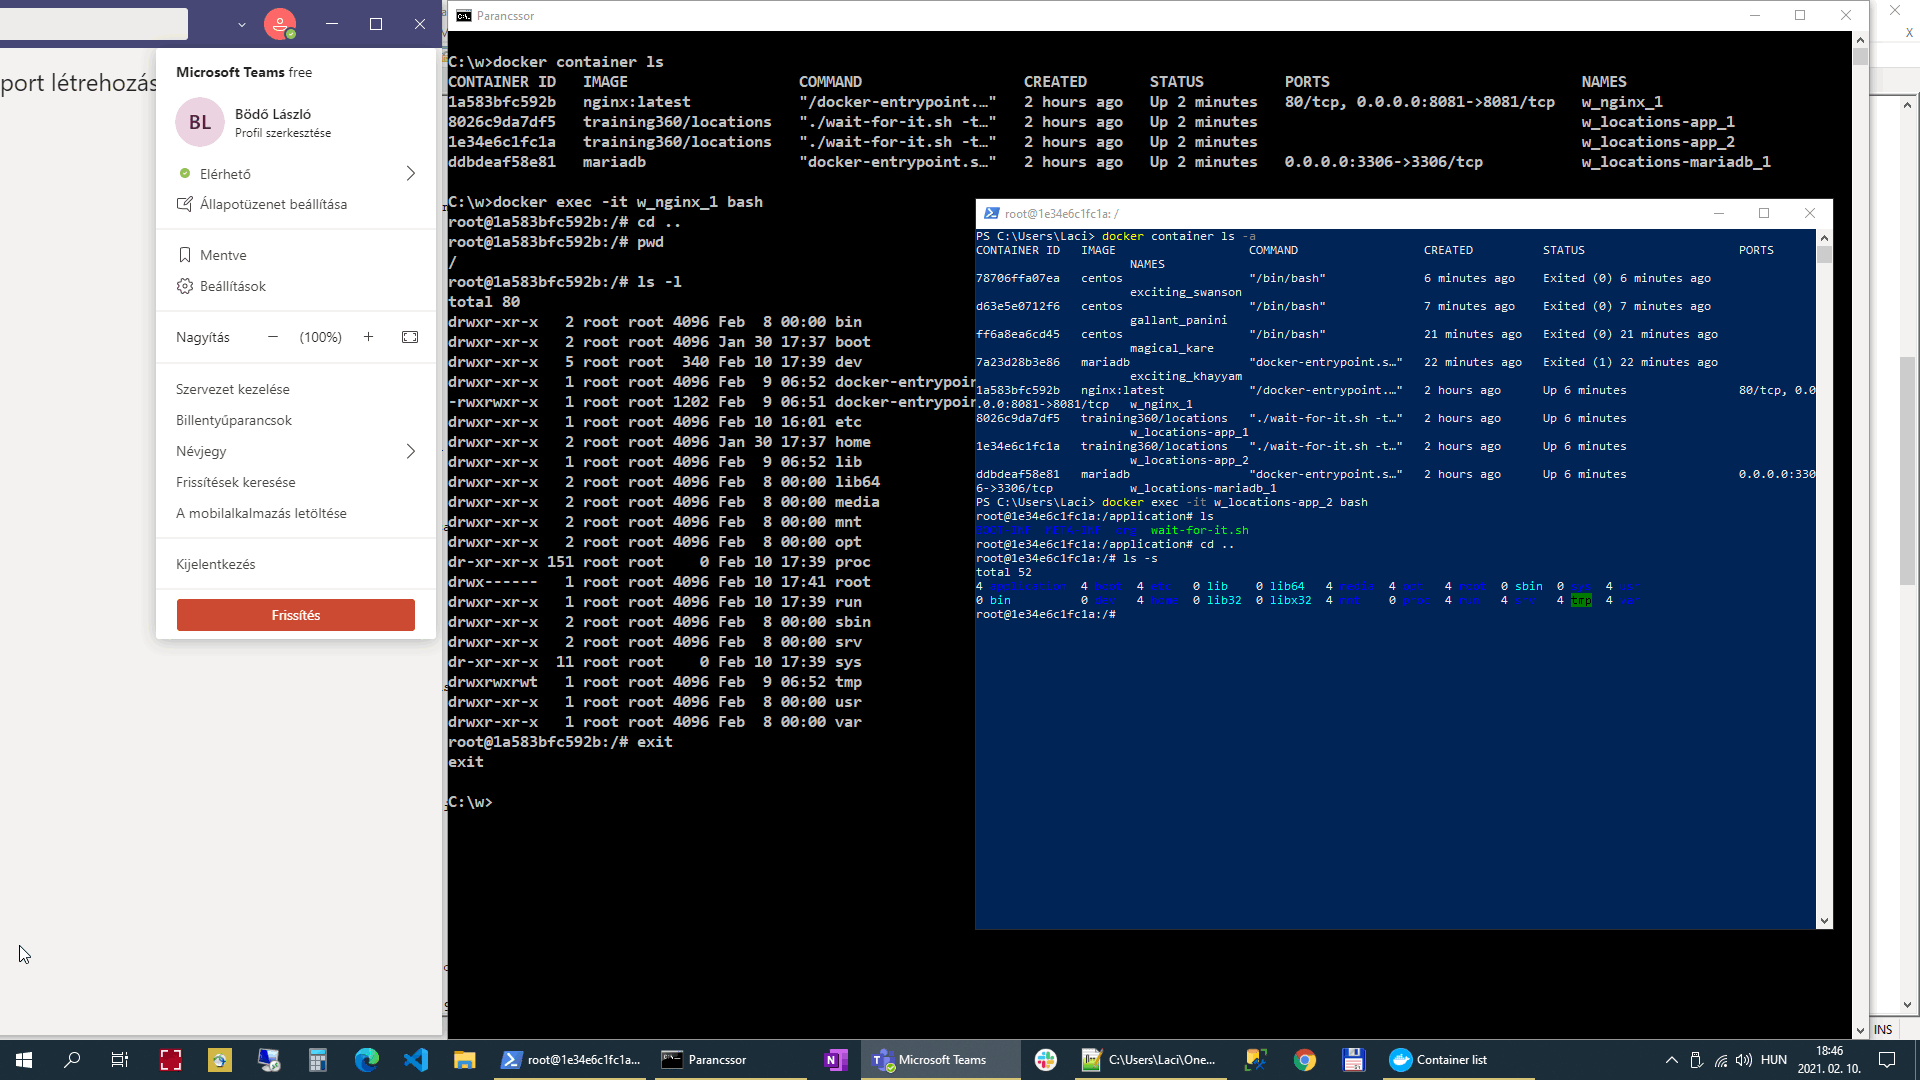 port létrehozás
Microsoft Teams free
BL
Bödő László
Profil szerkesztése
Elérhető
Állapotüzenet beállítása
Mentve
Beállítások
Nagyítás
(100%)
Szervezet kezelése
Billentyűparancsok
Névjegy
Frissítések keresése
A mobilalkalmazás letöltése
Kijelentkezés
Frissítés
Parancssor
C:\w>docker container ls
CONTAINER ID IMAGE COMMAND CREATED STATUS PORTS NAMES
1a583bfc592b nginx:latest "/docker-entrypoint.…" 2 hours ago Up 2 minutes 80/tcp, 0.0.0.0:8081->8081/tcp w_nginx_1
8026c9da7df5 training360/locations "./wait-for-it.sh -t…" 2 hours ago Up 2 minutes w_locations-app_1
1e34e6c1fc1a training360/locations "./wait-for-it.sh -t…" 2 hours ago Up 2 minutes w_locations-app_2
ddbdeaf58e81 mariadb "docker-entrypoint.s…" 2 hours ago Up 2 minutes 0.0.0.0:3306->3306/tcp w_locations-mariadb_1
C:\w>docker exec -it w_nginx_1 bash
root@1a583bfc592b:/# cd ..
root@1a583bfc592b:/# pwd
/
root@1a583bfc592b:/# ls -l
total 80
drwxr-xr-x 2 root root 4096 Feb 8 00:00 bin
drwxr-xr-x 2 root root 4096 Jan 30 17:37 boot
drwxr-xr-x 5 root root 340 Feb 10 17:39 dev
drwxr-xr-x 1 root root 4096 Feb 9 06:52 docker-entrypoin
-rwxrwxr-x 1 root root 1202 Feb 9 06:51 docker-entrypoin
drwxr-xr-x 1 root root 4096 Feb 10 16:01 etc
drwxr-xr-x 2 root root 4096 Jan 30 17:37 home
drwxr-xr-x 1 root root 4096 Feb 9 06:52 lib
drwxr-xr-x 2 root root 4096 Feb 8 00:00 lib64
drwxr-xr-x 2 root root 4096 Feb 8 00:00 media
drwxr-xr-x 2 root root 4096 Feb 8 00:00 mnt
drwxr-xr-x 2 root root 4096 Feb 8 00:00 opt
dr-xr-xr-x 151 root root 0 Feb 10 17:39 proc
drwx------ 1 root root 4096 Feb 10 17:41 root
drwxr-xr-x 1 root root 4096 Feb 10 17:39 run
drwxr-xr-x 2 root root 4096 Feb 8 00:00 sbin
drwxr-xr-x 2 root root 4096 Feb 8 00:00 srv
dr-xr-xr-x 11 root root 0 Feb 10 17:39 sys
drwxrwxrwt 1 root root 4096 Feb 9 06:52 tmp
drwxr-xr-x 1 root root 4096 Feb 8 00:00 usr
drwxr-xr-x 1 root root 4096 Feb 8 00:00 var
root@1a583bfc592b:/# exit
exit
C:\w>
root@1e34e6c1fc1a: /
PS C:\Users\Laci> docker container ls -a
CONTAINER ID IMAGE COMMAND CREATED STATUS PORTS
NAMES
78706ffa07ea centos "/bin/bash" 6 minutes ago Exited (0) 6 minutes ago
exciting_swanson
d63e5e0712f6 centos "/bin/bash" 7 minutes ago Exited (0) 7 minutes ago
gallant_panini
ff6a8ea6cd45 centos "/bin/bash" 21 minutes ago Exited (0) 21 minutes ago
magical_kare
7a23d28b3e86 mariadb "docker-entrypoint.s…" 22 minutes ago Exited (1) 22 minutes ago
exciting_khayyam
1a583bfc592b nginx:latest "/docker-entrypoint.…" 2 hours ago Up 6 minutes 80/tcp, 0.0
.0.0:8081->8081/tcp w_nginx_1
8026c9da7df5 training360/locations "./wait-for-it.sh -t…" 2 hours ago Up 6 minutes
w_locations-app_1
1e34e6c1fc1a training360/locations "./wait-for-it.sh -t…" 2 hours ago Up 6 minutes
w_locations-app_2
ddbdeaf58e81 mariadb "docker-entrypoint.s…" 2 hours ago Up 6 minutes 0.0.0.0:330
6->3306/tcp w_locations-mariadb_1
PS C:\Users\Laci> docker exec -it w_locations-app_2 bash
root@1e34e6c1fc1a:/application# ls
wait-for-it.sh
root@1e34e6c1fc1a:/application# cd ..
root@1e34e6c1fc1a:/# ls -s
total 52
4 application 4 boot 4 etc 0 lib 0 lib64 4 media 4 opt 4 root 0 sbin 0 sys 4 usr
0 bin 0 dev 4 home 0 lib32 0 libx32 4 mnt 0 proc 4 run 4 srv 4 tmp 4 var
root@1e34e6c1fc1a:/#
X
INS
root@1e34e6c1fc1a...
Parancssor
Microsoft Teams
C:\Users\Laci\One...
Container list
HUN
18:46
2021. 02. 10.